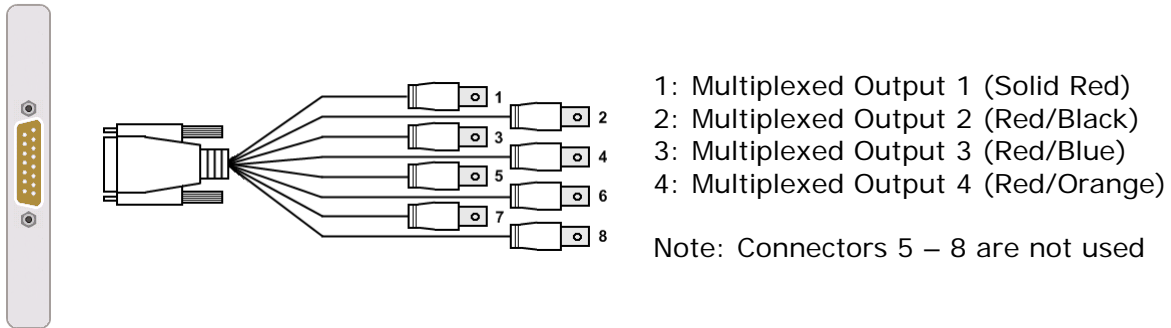 1
2
3
4
5
6
7
8
1: Multiplexed Output 1 (Solid Red)
2: Multiplexed Output 2 (Red/Black)
3: Multiplexed Output 3 (Red/Blue)
4: Multiplexed Output 4 (Red/Orange)
Note: Connectors 5 – 8 are not used